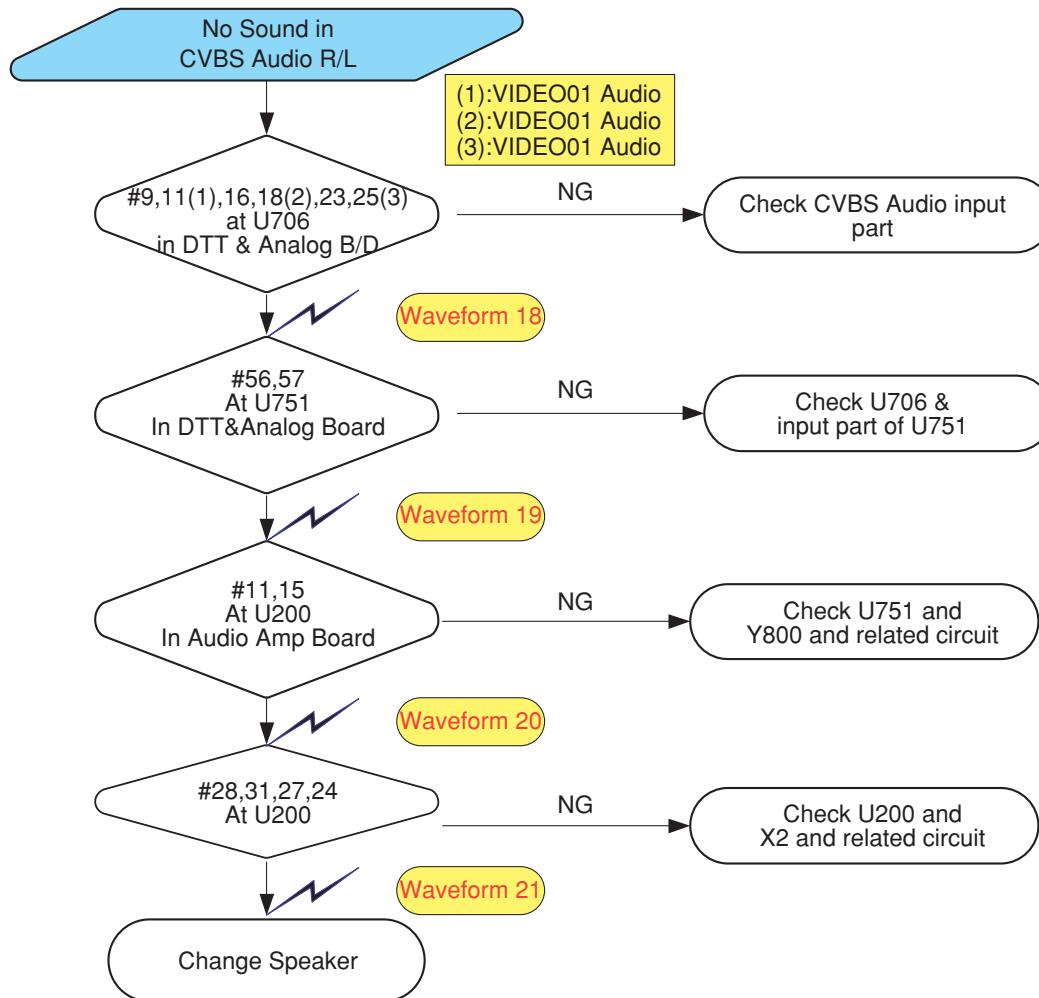 No Sound in
CVBS Audio R/L
(1):VIDEO01 Audio
(2):VIDEO01 Audio
(3):VIDEO01 Audio
#9,11(1),16,18(2),23,25(3)
at U706
in DTT & Analog B/D
NG
Check CVBS Audio input
part
Waveform 18
#56,57
At U751
In DTT&Analog Board
NG
Check U706 &
input part of U751
Waveform 19
#11,15
At U200
In Audio Amp Board
NG
Check U751 and
Y800 and related circuit
Waveform 20
#28,31,27,24
At U200
NG
Check U200 and
X2 and related circuit
Waveform 21
Change Speaker